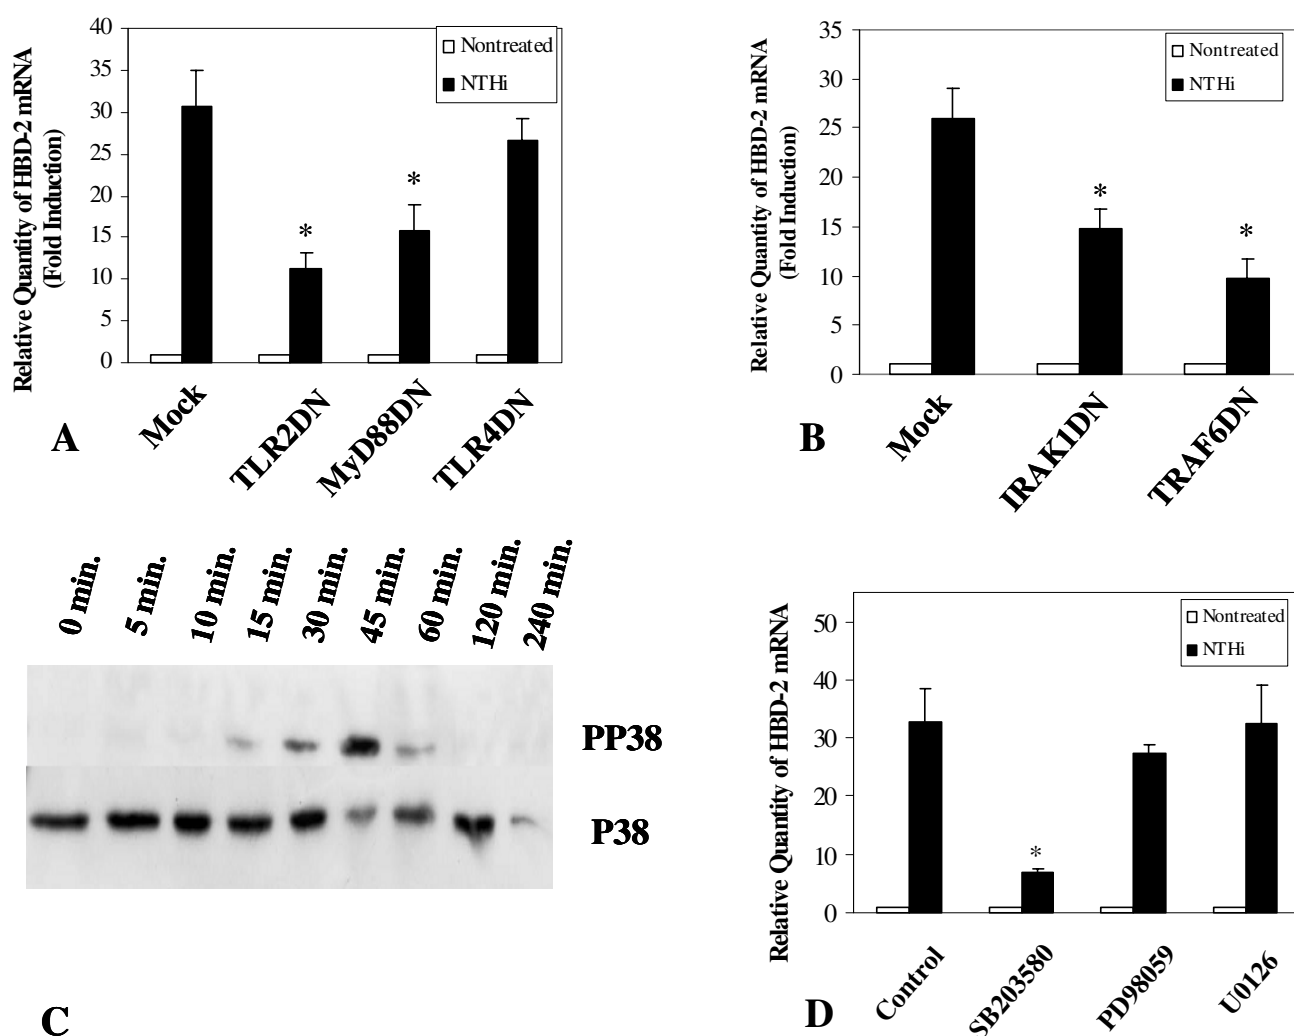 Relative Quantity of HBD-2 mRNA
(Fold Induction)
40
35
30
25
20
15
10
5
0
Nontreated
NTHi
*
*
Mock
TLR2DN
MyD88DN
TLR4DN
A
Relative Quantity of HBD-2 mRNA
(Fold Induction)
35
30
25
20
15
10
5
0
Nontreated
NTHi
*
*
Mock
IRAK1DN
TRAF6DN
B
0 min.
5 min.
10 min.
15 min.
30 min.
45 min.
60 min.
120 min.
240 min.
PP38
P38
C
Relative Quantity of HBD-2 mRNA
50
40
30
20
10
0
Nontreated
NTHi
*
Control
SB203580
PD98059
U0126
D